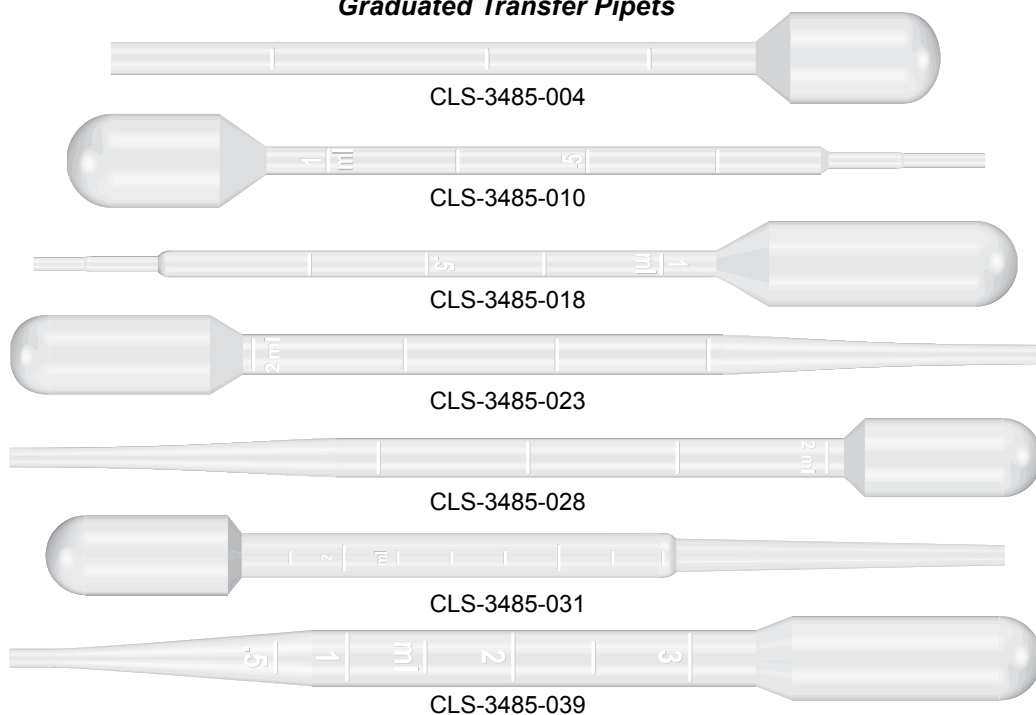 Graduated Transfer Pipets
CLS-3485-004
1 ml .5
CLS-3485-010
.5 ml 1
CLS-3485-018
2 ml
CLS-3485-023
2 ml
CLS-3485-028
2 ml
CLS-3485-031
.5 1 ml 2 3
CLS-3485-039